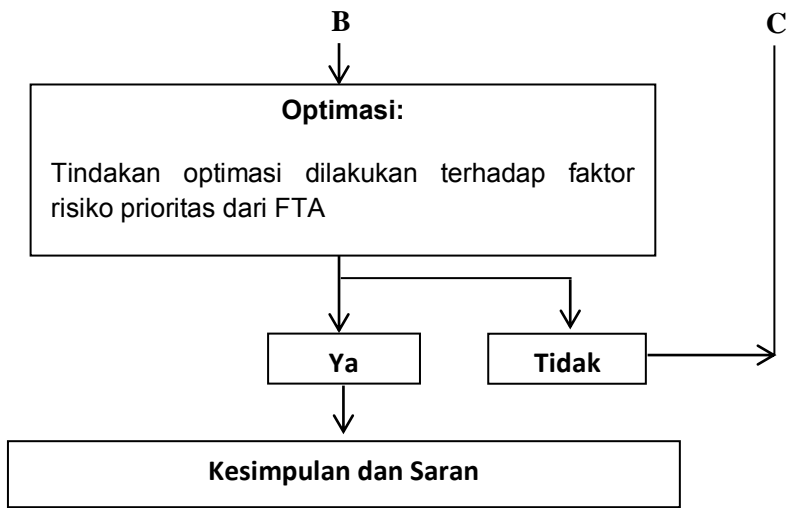 B
C
Optimasi:
Tindakan optimasi dilakukan terhadap faktor
risiko prioritas dari FTA
Ya
Tidak
Kesimpulan dan Saran